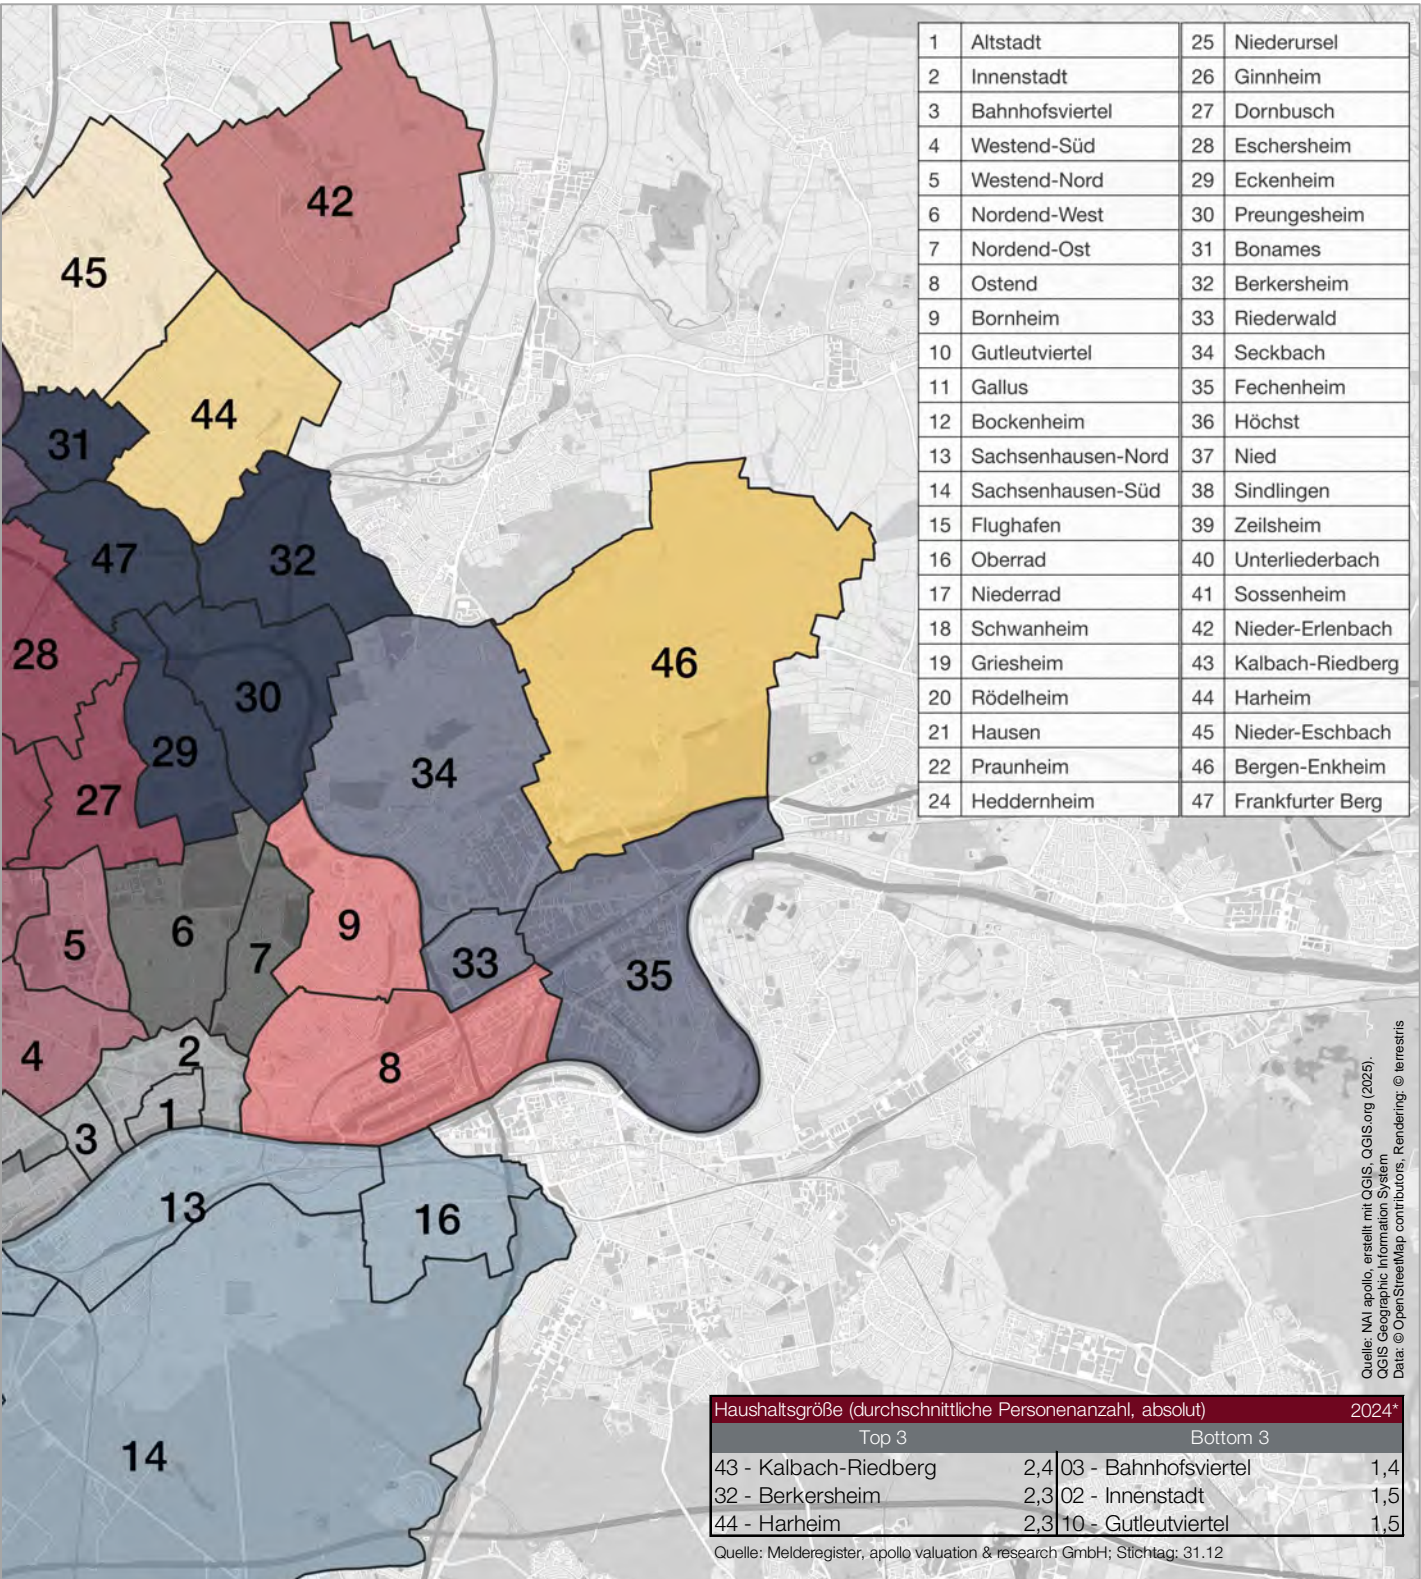 1 Altstadt 25 Niederursel
2 Innenstadt 26 Ginnheim
3 Bahnhofsviertel 27 Dornbusch
4 Westend-Süd 28 Eschersheim
5 Westend-Nord 29 Eckenheim
6 Nordend-West 30 Preungesheim
7 Nordend-Ost 31 Bonames
8 Ostend 32 Berkersheim
9 Bornheim 33 Riederwald
10 Gutleutviertel 34 Seckbach
11 Gallus 35 Fechenheim
12 Bockenheim 36 Höchst
13 Sachsenhausen-Nord 37 Nied
14 Sachsenhausen-Süd 38 Sindlingen
15 Flughafen 39 Zeilsheim
16 Oberrad 40 Unterliederbach
17 Niederrad 41 Sossenheim
18 Schwanheim 42 Nieder-Erlenbach
19 Griesheim 43 Kalbach-Riedberg
20 Rödelheim 44 Harheim
21 Hausen 45 Nieder-Eschbach
22 Praunheim 46 Bergen-Enkheim
24 Heddernheim 47 Frankfurter Berg
42
45
44
31
47
32
28
46
30
29
34
27
9
6
5
7
33
35
2
4
8
1
3
13
16
14
Quelle: NAI apollo, erstellt mit QGIS, QGIS.org (2025).
QGIS Geographic Information System
Data: © OpenStreetMap contributors, Rendering: © terrestris
Haushaltsgröße (durchschnittliche Personenanzahl, absolut) 2024*
Top 3 Bottom 3
43 - Kalbach-Riedberg 2,4 03 - Bahnhofsviertel 1,4
32 - Berkersheim 2,3 02 - Innenstadt 1,5
44 - Harheim 2,3 10 - Gutleutviertel 1,5
Quelle: Melderegister, apollo valuation & research GmbH; Stichtag: 31.12